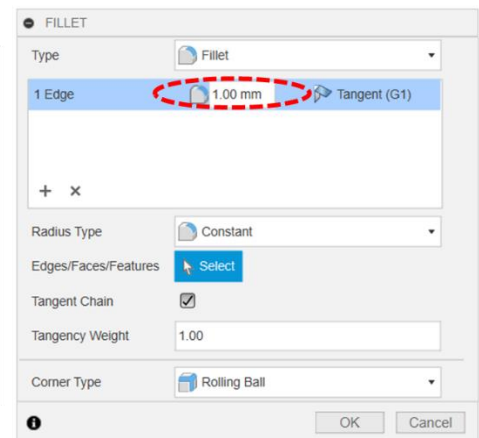 FILLET
Type Fillet
1 Edge 1.00 mm Tangent (G1)
Radius Type Constant
Edges/Faces/Features Select
Tangent Chain
Tangency Weight 1.00
Corner Type Rolling Ball
OK Cancel